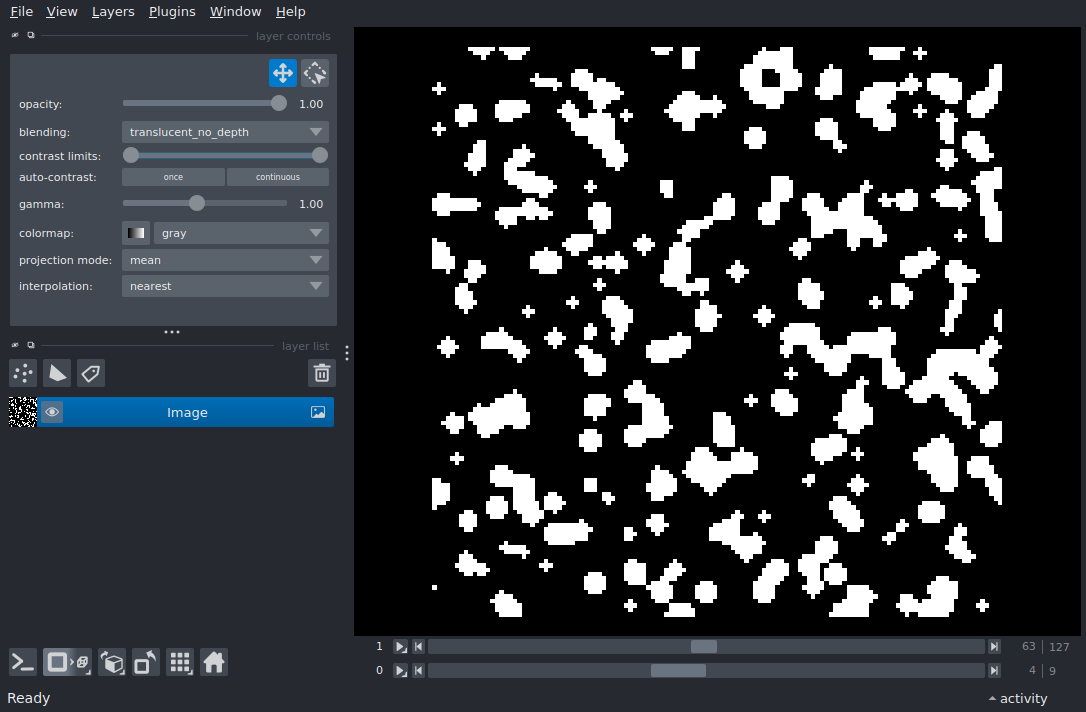 File View Layers Plugins Window Help
layer controls
opacity: 1.00
blending: translucent_no_depth
contrast limits:
auto-contrast: once continuous
gamma: 1.00
colormap: gray
projection mode: mean
interpolation: nearest
layer list
Image
1 63 127
0 4 9
Ready activity